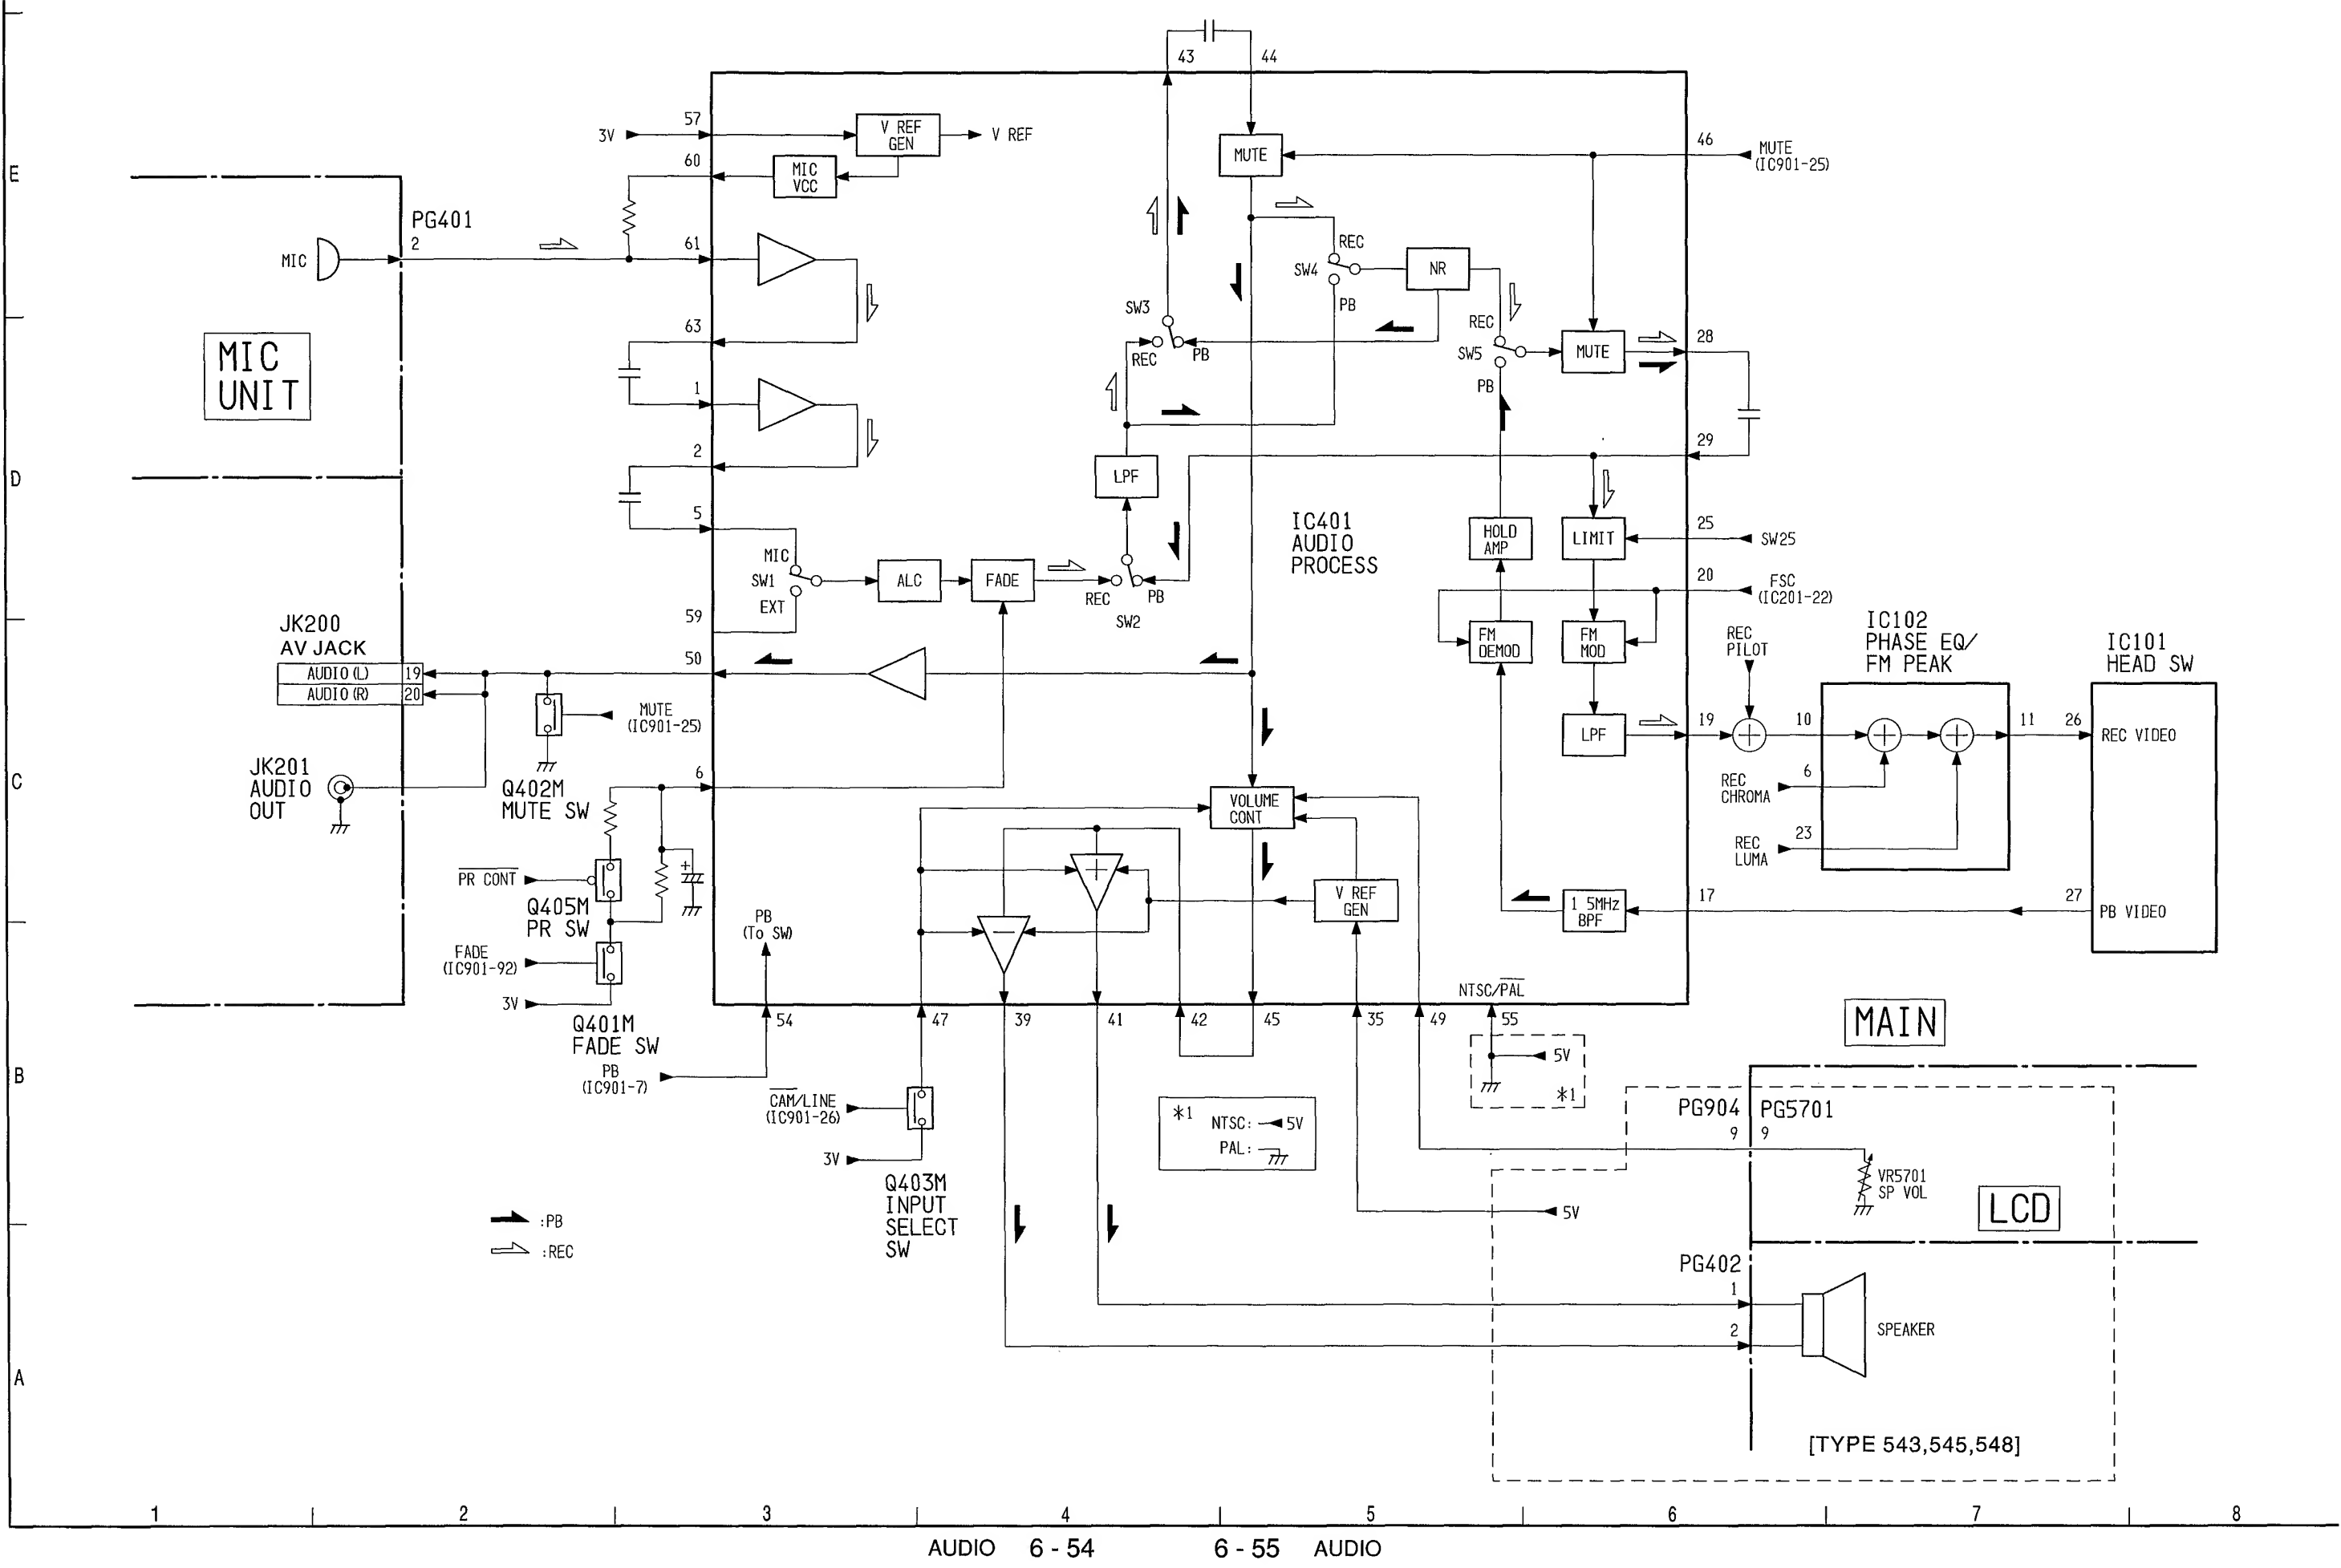 43
44
57
3V
V REF
GEN
V REF
60
MIC
VCC
MUTE
46
MUTE
(IC901-25)
E
PG401
2
MIC
61
REC
SW4
NR
PB
SW3
REC
PB
63
REC
SW5
PB
MUTE
28
MIC
UNIT
1
2
29
D
LPF
5
IC401
AUDIO
PROCESS
HOLD
AMP
LIMIT
25
SW25
MIC
SW1
EXT
ALC
FADE
REC
PB
SW2
20
FSC
(IC201-22)
59
JK200
AV JACK
AUDIO(L) 19
AUDIO(R) 20
50
FM
DEMOD
FM
MOD
REC
PILOT
IC102
PHASE EQ/
FM PEAK
IC101
HEAD SW
MUTE
(IC901-25)
LPF
19
10
11
26
REC VIDEO
C
JK201
AUDIO
OUT
Q402M
MUTE SW
6
VOLUME
CONT
REC
CHROMA
6
REC
LUMA
23
PR CONT
Q405M
PR SW
+
+
−
V REF
GEN
1 5MHz
BPF
17
27
PB VIDEO
PB
(To SW)
FADE
(IC901-92)
3V
Q401M
FADE SW
NTSC/PAL
54
47
39
41
42
45
35
49
55
MAIN
B
PB
(IC901-7)
5V
*1
CAM/LINE
(IC901-26)
3V
*1
NTSC: 5V
PAL:
PG904
PG5701
9
9
VR5701
SP VOL
LCD
Q403M
INPUT
SELECT
SW
5V
:PB
:REC
PG402
1
2
SPEAKER
A
[TYPE 543,545,548]
1 2 3 4 5 6 7 8
AUDIO 6 - 54 6 - 55 AUDIO